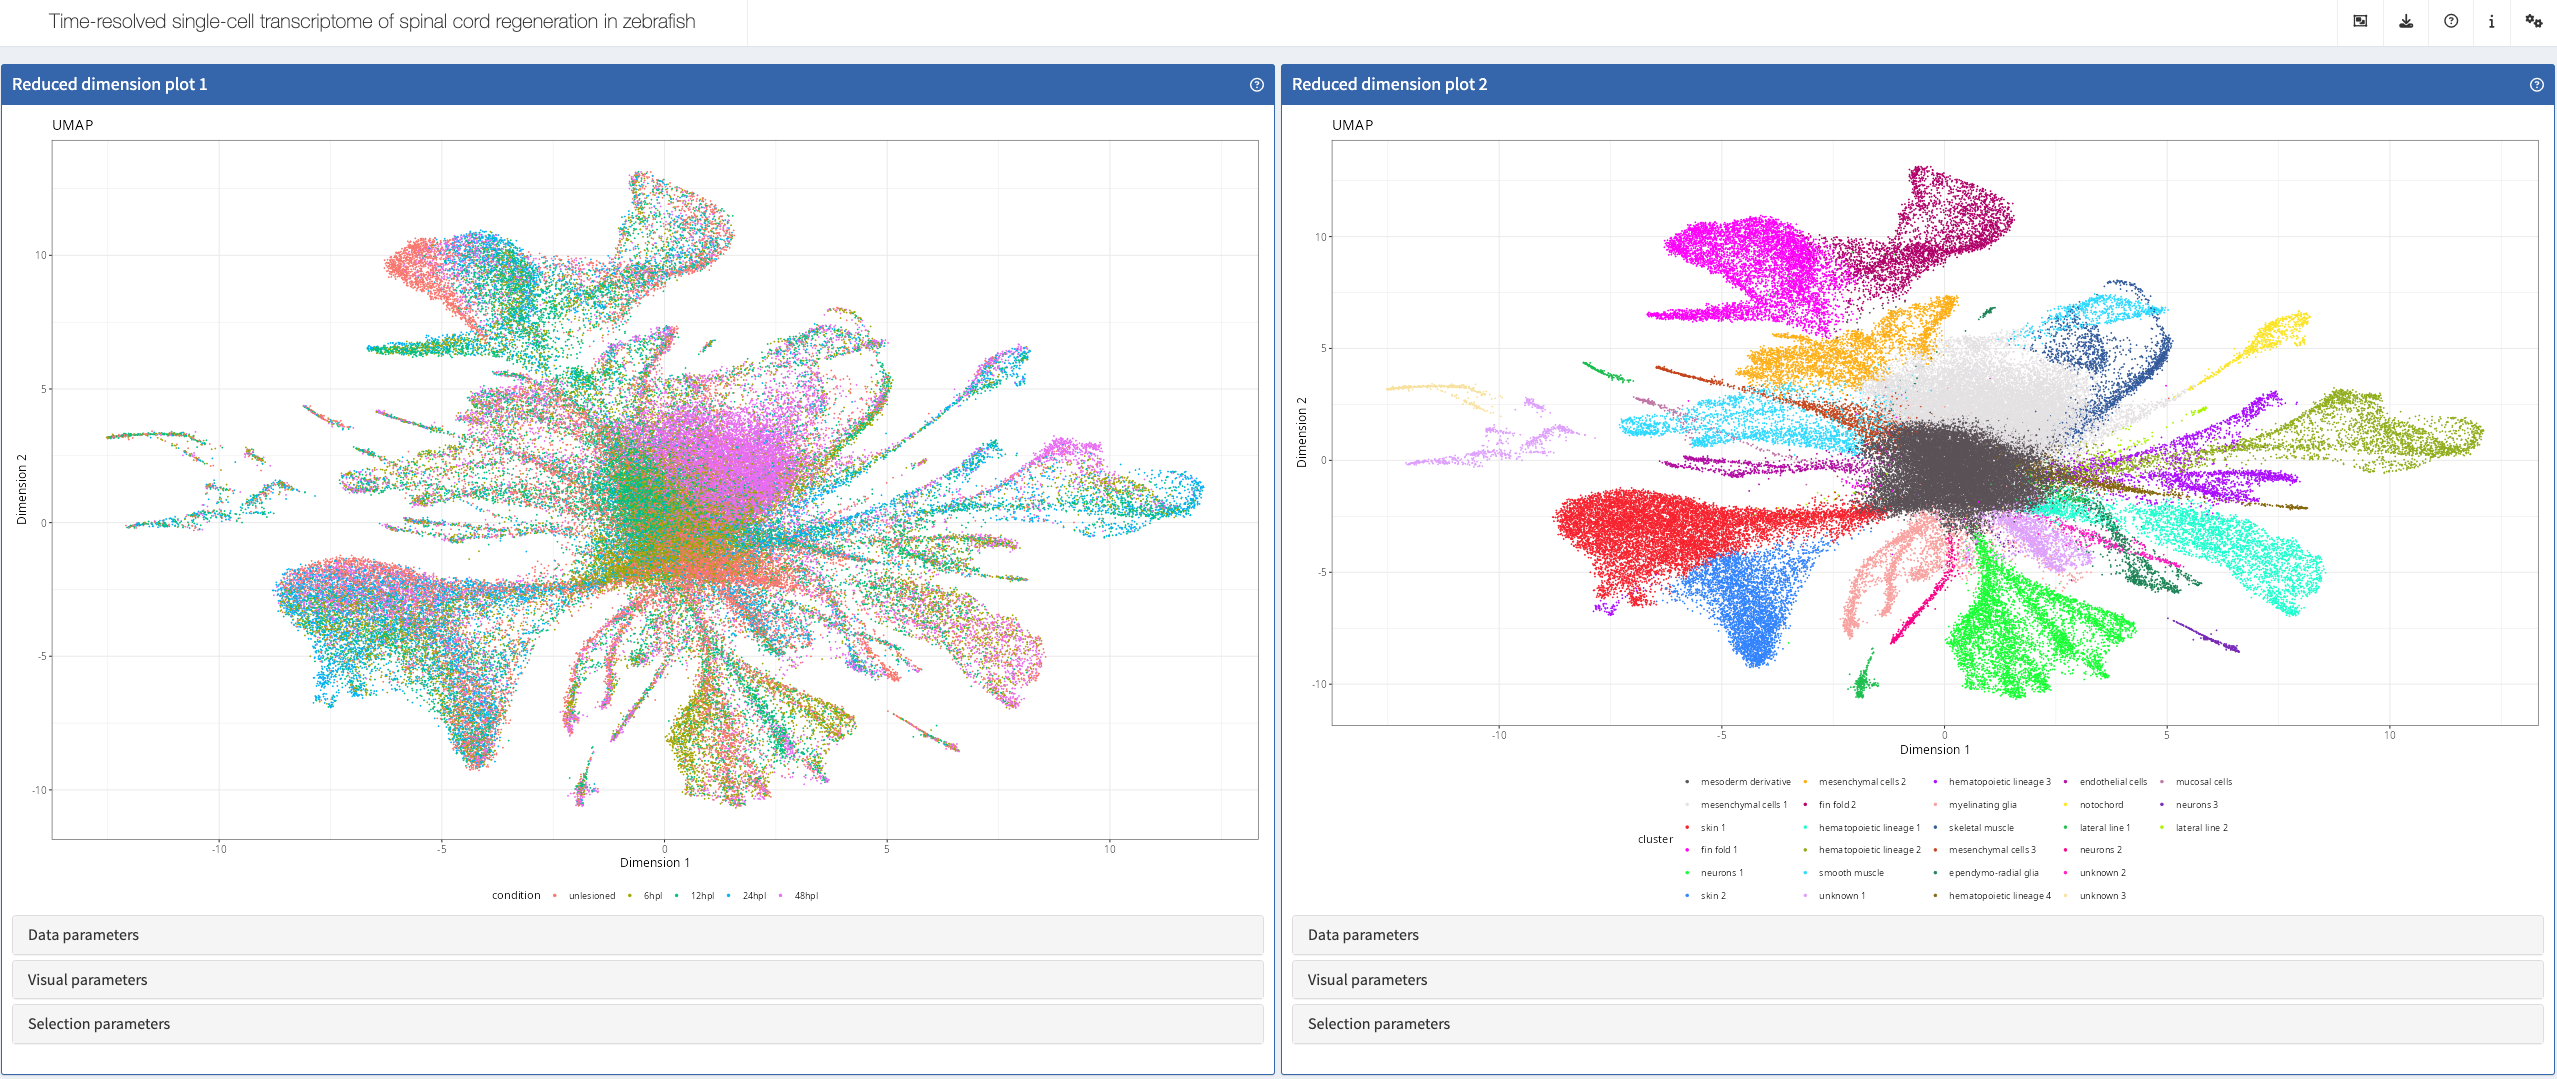 Time-resolved single-cell transcriptome of spinal cord regeneration in zebrafish
Reduced dimension plot 1
UMAP
10
5
0
-5
-10
Dimension 2
-10 -5 0 5 10
Dimension 1
condition unlesioned 6hpl 12hpl 24hpl 48hpl
Data parameters
Visual parameters
Selection parameters
Reduced dimension plot 2
UMAP
10
5
0
-5
-10
Dimension 2
-10 -5 0 5 10
Dimension 1
cluster
mesoderm derivative mesenchymal cells 2 hematopoietic lineage 3 endothelial cells mucosal cells
mesenchymal cells 1 fin fold 2 myelinating glia notochord neurons 3
skin 1 hematopoietic lineage 1 skeletal muscle lateral line 1 lateral line 2
fin fold 1 hematopoietic lineage 2 mesenchymal cells 3 neurons 2
neurons 1 smooth muscle ependymo-radial glia unknown 2
skin 2 unknown 1 hematopoietic lineage 4 unknown 3
Data parameters
Visual parameters
Selection parameters